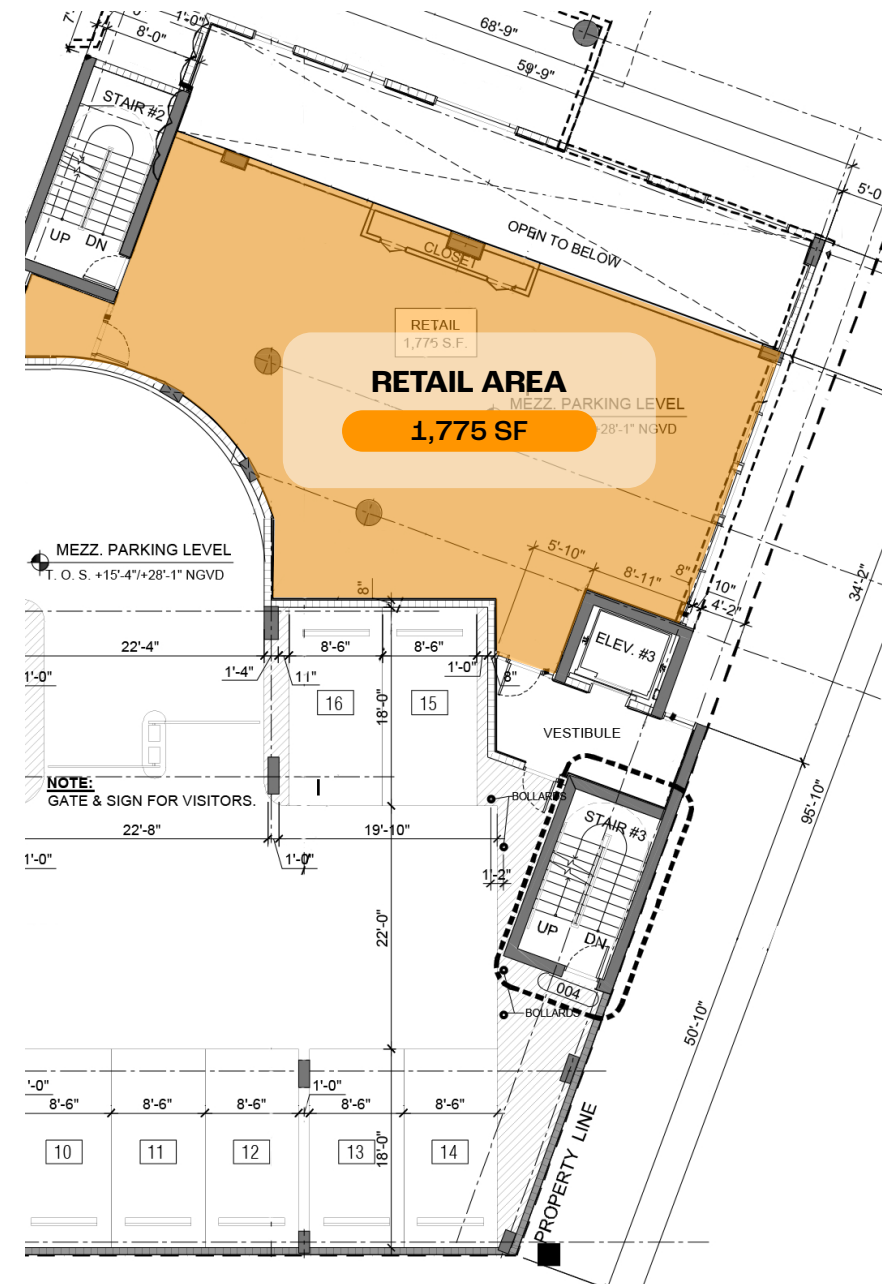 1'-0"
8'-0"
68'-9"
59'-9"
5'-0
STAIR #2
UP DN
OPEN TO BELOW
CLOSET
RETAIL
1,775 S.F.
RETAIL AREA
1,775 SF
MEZZ. PARKING LEVEL
+28'-1" NGVD
MEZZ. PARKING LEVEL
T. O. S. +15'-4"/+28'-1" NGVD
5'-10"
8'-11"
8"
10"
4'-2"
34'-2"
8"
ELEV. #3
22'-4"
8'-6"
8'-6"
1'-0"
1'-4"
11"
1'-0"
8"
16
15
18'-0"
VESTIBULE
NOTE:
GATE & SIGN FOR VISITORS.
BOLLARDS
STAIR #3
95'-10"
22'-8"
19'-10"
1'-0"
1'-0"
1'-2"
22'-0"
UP DN
004
BOLLARDS
50'-10"
'-0"
1'-0"
8'-6"
8'-6"
8'-6"
8'-6"
8'-6"
10
11
12
13
14
18'-0"
PROPERTY LINE